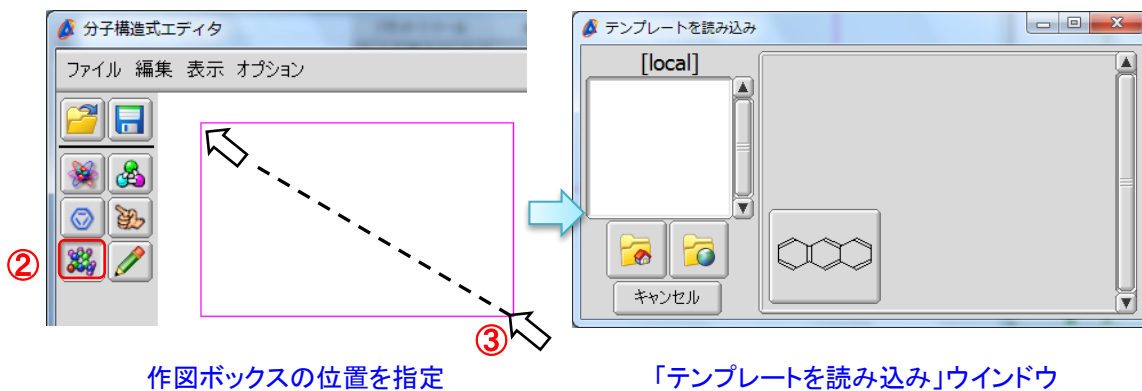 分子構造式エディタ
ファイル 編集 表示 オプション
②
③
作図ボックスの位置を指定
テンプレートを読み込み
[local]
キャンセル
「テンプレートを読み込み」ウインドウ